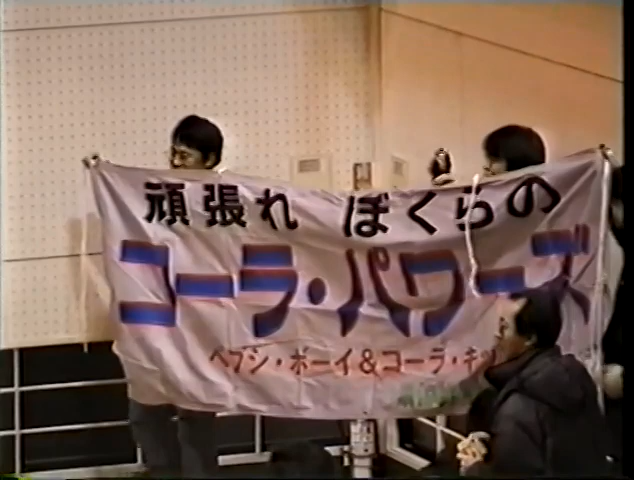 頑張れ ぼくらの
コーラ・パワーズ
ペプシ・ボーイ&コーラ・キッ